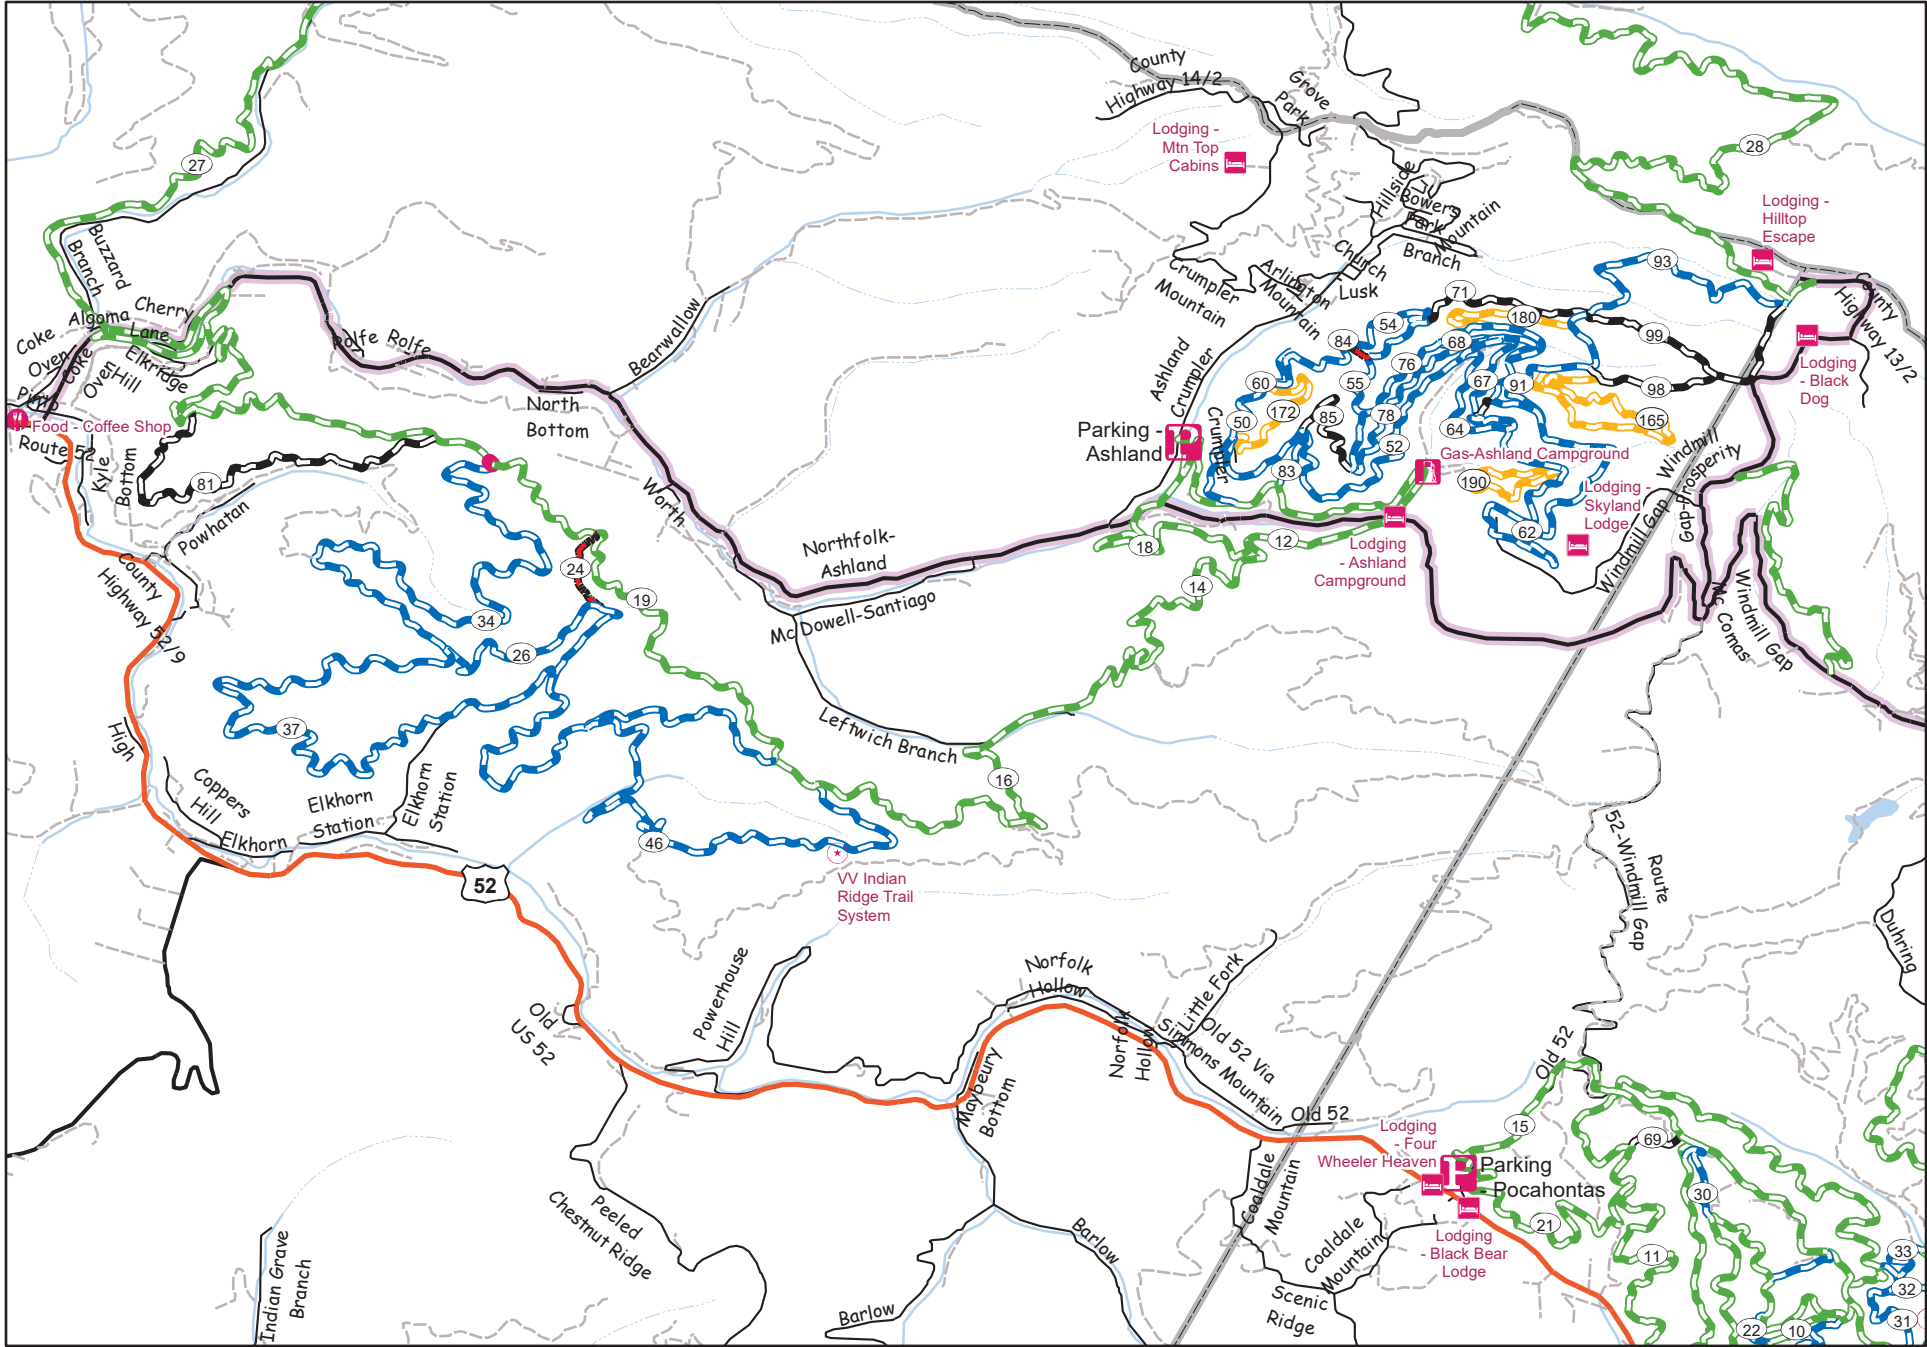 County
Highway 14/2
Grove
Park
Lodging -
Mtn Top
Cabins
28
27
Hillside
Bowers
Park
Mountain
Branch
Church
Lusk
Lodging -
Hilltop
Escape
Buzzard
Branch
Crumpler
Mountain
Arlington
Mountain
93
County
Highway 13/2
Cherry
Algoma
Lane
Coke
Oven
Coke
Oven
Hill
Elkridge
Rolfe
Rolfe
Bearwallow
Ashland
Crumpler
Crumpler
71
180
54
84
68
99
76
60
55
67
91
98
172
85
78
50
64
165
52
83
190
62
Lodging
- Black
Dog
Pinto
Food - Coffee Shop
Route 52
Kyle
Bottom
81
North
Bottom
Parking -
Ashland
Gas-Ashland Campground
Lodging -
Skyland
Lodge
Windmill
Gap-Prosperity
Windmill Gap
Worth
Powhatan
Northfolk-
Ashland
18
12
Lodging
- Ashland
Campground
14
County
Highway 52/9
24
19
34
26
Mc Dowell-Santiago
Mc Comas
Windmill Gap
37
High
Leftwich Branch
16
Coppers
Hill
Elkhorn
Station
Elkhorn
Station
Elkhorn
46
52
VV Indian
Ridge Trail
System
52-Windmill Gap
Route
Duhring
Powerhouse
Hill
Norfolk
Hollow
Little Fork
Norfolk
Hollow
Simmons Mountain
Old 52 Via
Old
US 52
Maybeury
Bottom
Old 52
Old 52
15
Lodging
- Four
Wheeler Heaven
Parking
- Pocahontas
69
30
21
11
Lodging
- Black Bear
Lodge
Coaldale
Mountain
Coaldale
Mountain
Scenic
Ridge
Peeled
Chestnut Ridge
Barlow
Barlow
Indian Grave
Branch
33
32
31
22
10